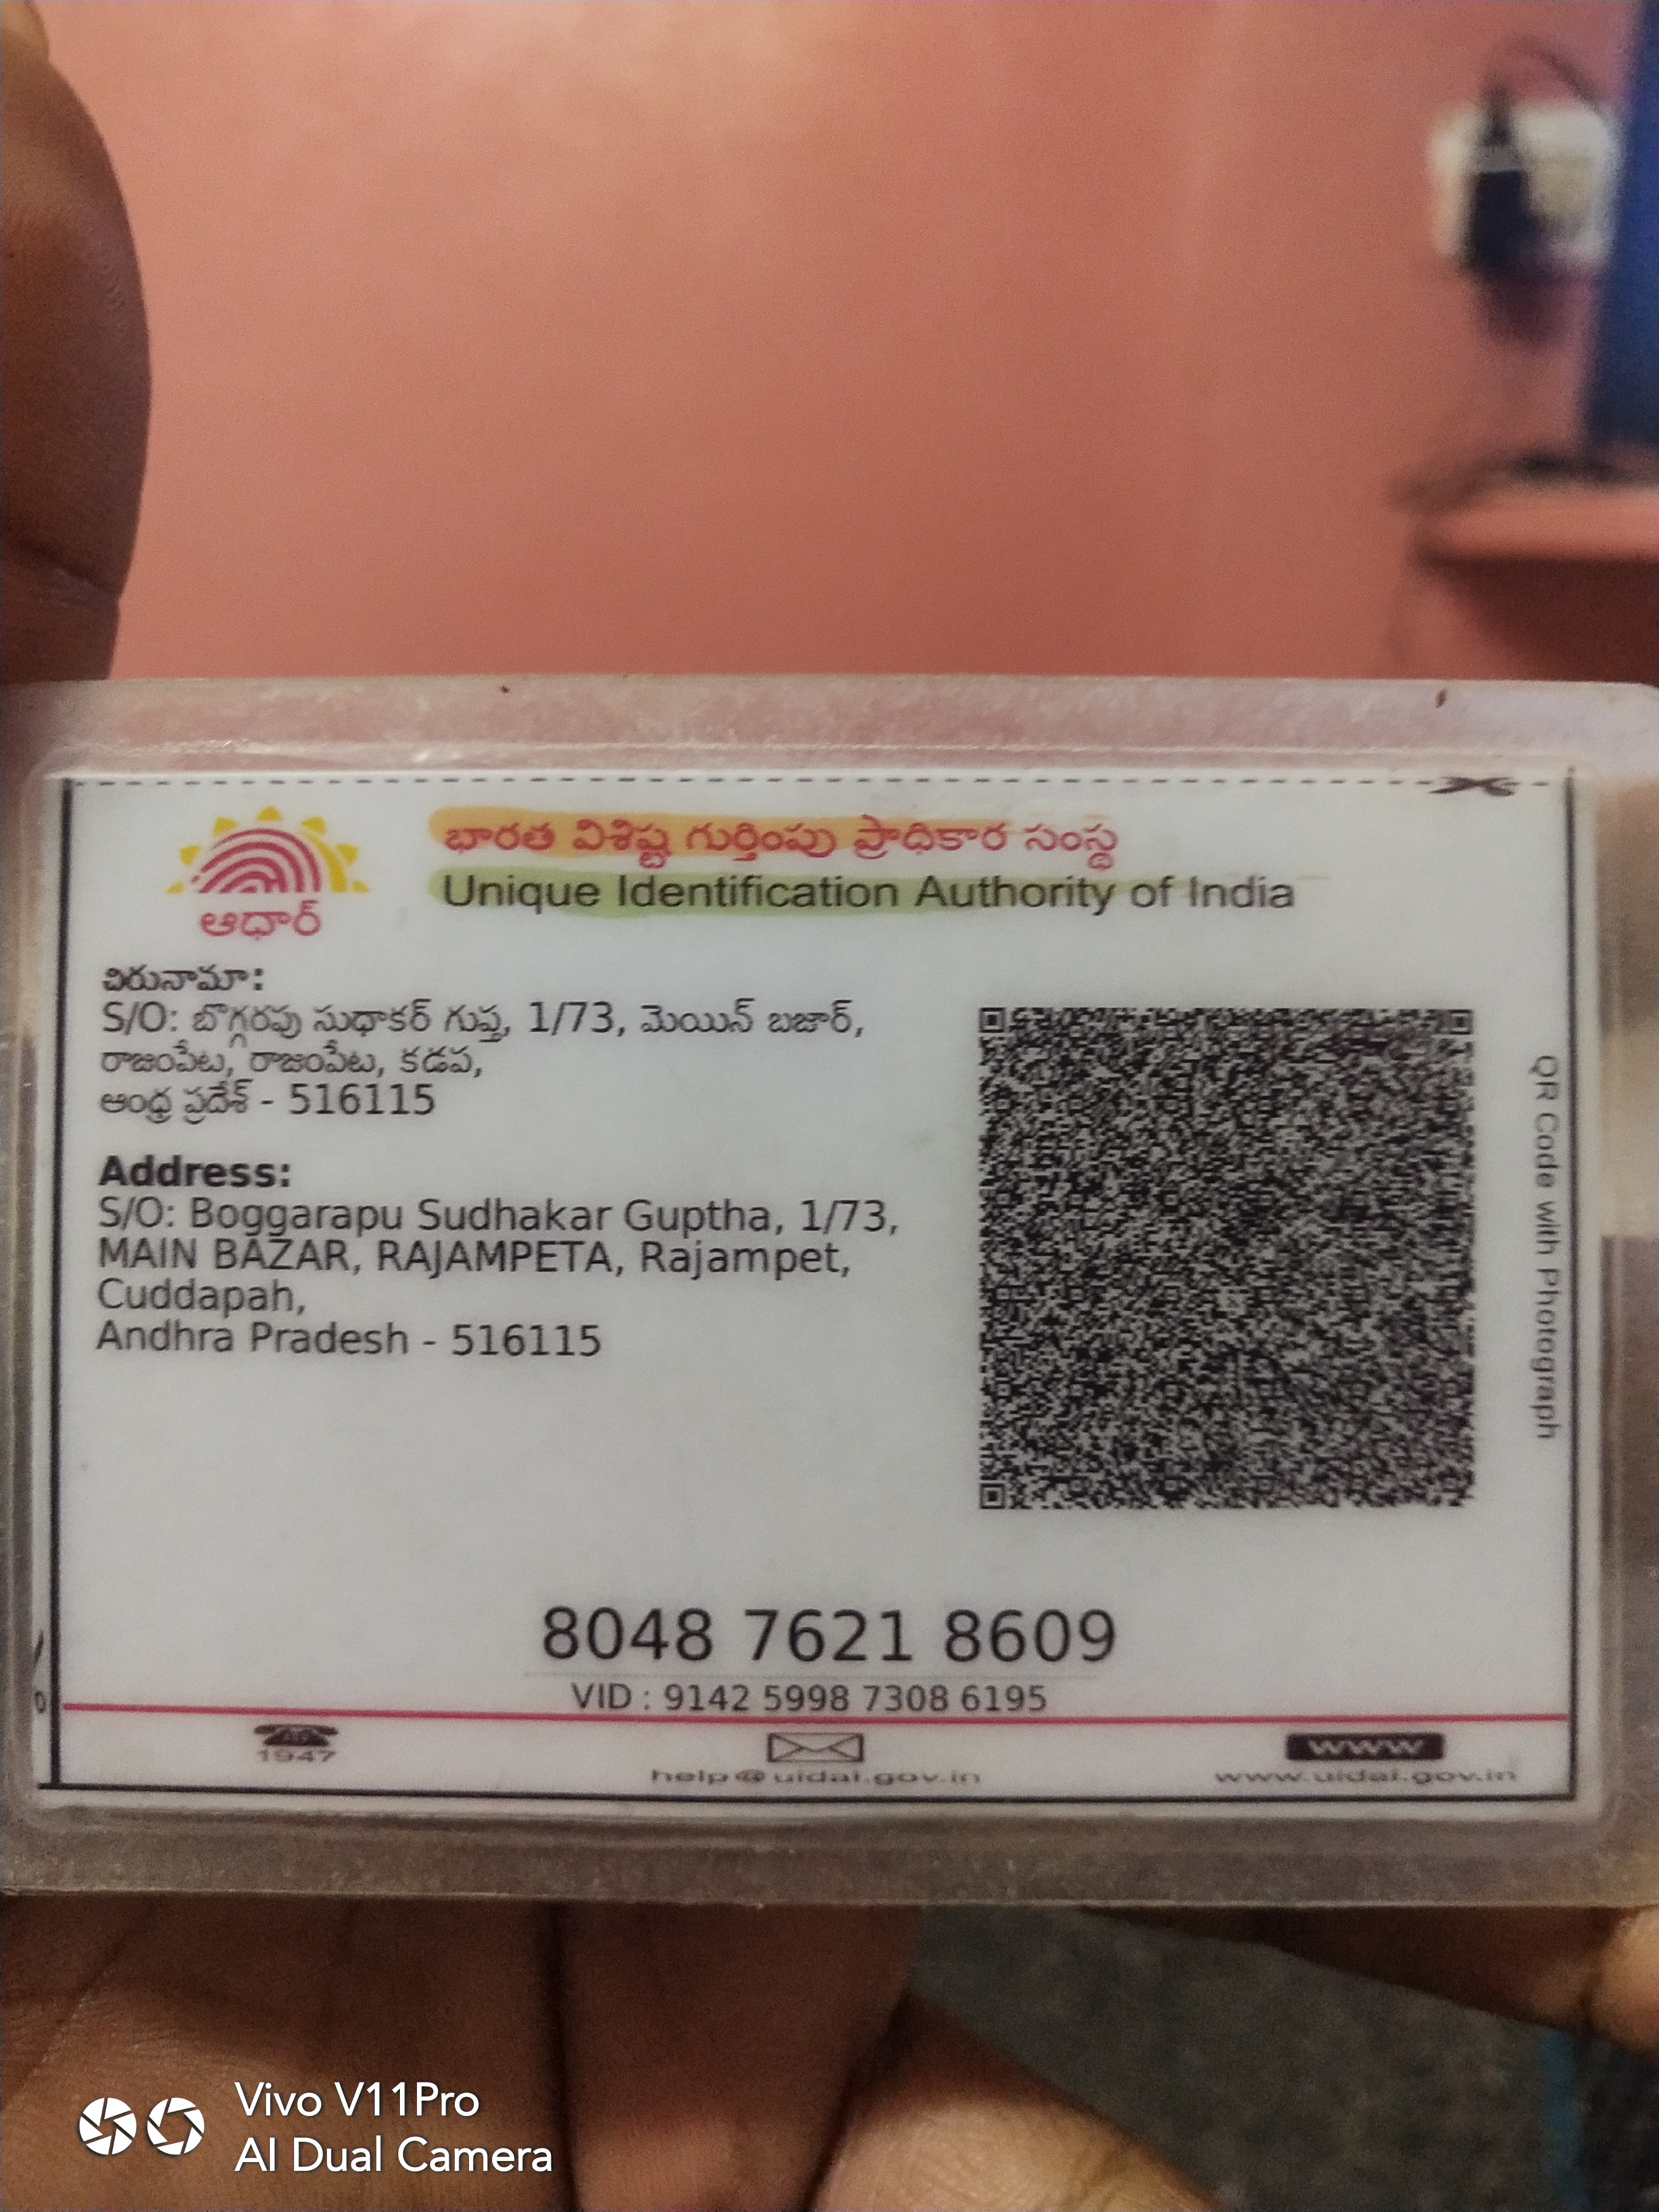 భారత విశిష్ట గుర్తింపు ప్రాధికార సంస్థ
Unique Identification Authority of India
ఆధార్
చిరునామా:
S/O: బొగ్గరపు సుధాకర్ గుప్త, 1/73, మెయిన్ బజార్,
రాజంపేట, రాజంపేట, కడప,
ఆంధ్ర ప్రదేశ్ - 516115
Address:
S/O: Boggarapu Sudhakar Guptha, 1/73,
MAIN BAZAR, RAJAMPETA, Rajampet,
Cuddapah,
Andhra Pradesh - 516115
QR Code with Photograph
8048 7621 8609
VID : 9142 5998 7308 6195
1947
help@uidai.gov.in
WWW
www.uidai.gov.in
Vivo V11Pro
AI Dual Camera